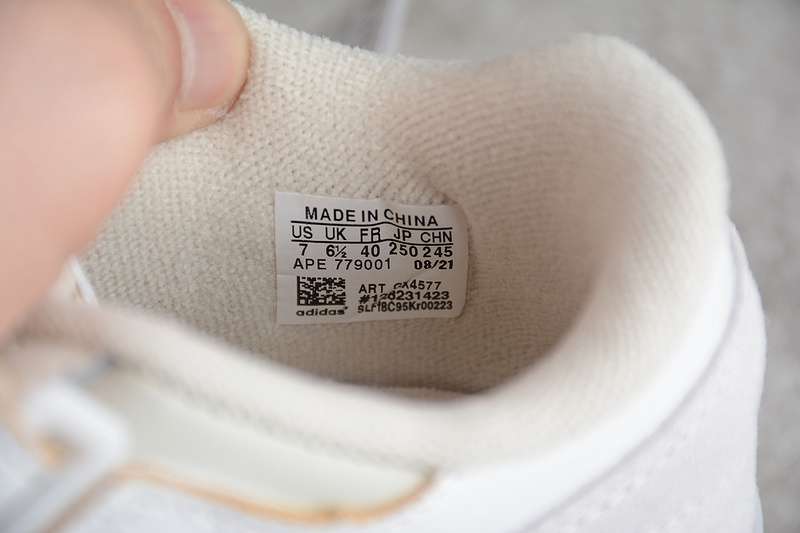 MADE IN CHINA
US UK FR JP CHN
7 6½ 40 250 245
APE 779001 08/21
ART GX4577
#126231423
adidas®